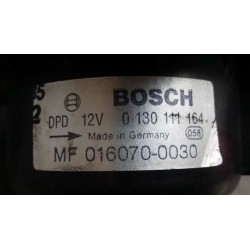 BOSCH
DPD 12V 0 130 111 164
Made in Germany 058
MF 016070-0030